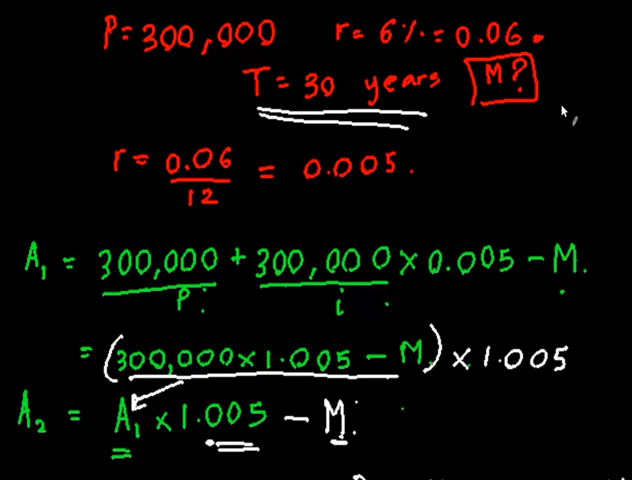 P = 300,000 r = 6% = 0.06.
T = 30 years M?
r = 0.06/12 = 0.005.
A₁ = 300,000 + 300,000 × 0.005 - M.
P. i.
= (300,000 × 1.005 - M) × 1.005
A₂ = A₁ × 1.005 - M.